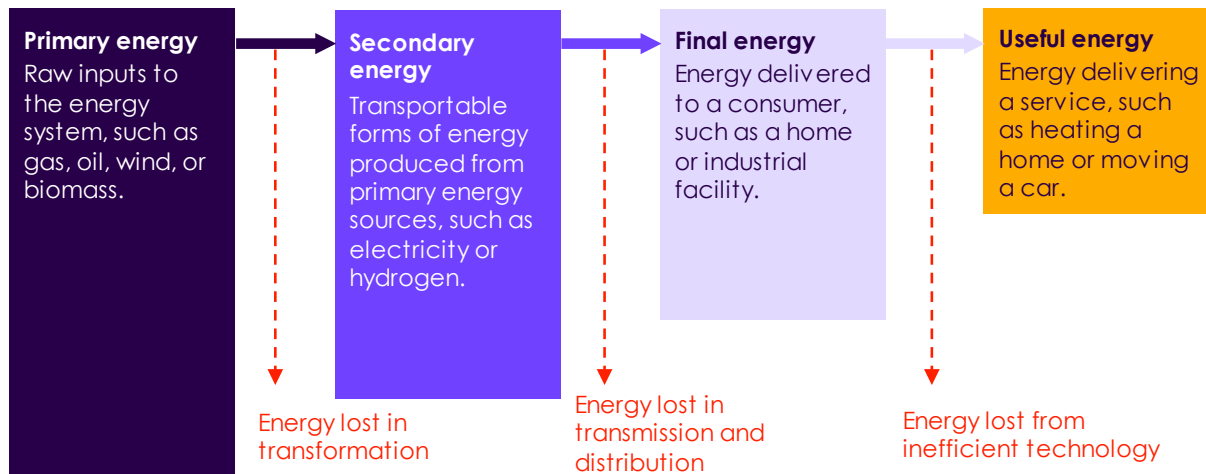 Primary energy
Raw inputs to
the energy
system, such as
gas, oil, wind, or
biomass.
Secondary
energy
Transportable
forms of energy
produced from
primary energy
sources, such as
electricity or
hydrogen.
Final energy
Energy delivered
to a consumer,
such as a home
or industrial
facility.
Useful energy
Energy delivering
a service, such
as heating a
home or moving
a car.
Energy lost in
transformation
Energy lost in
transmission and
distribution
Energy lost from
inefficient technology